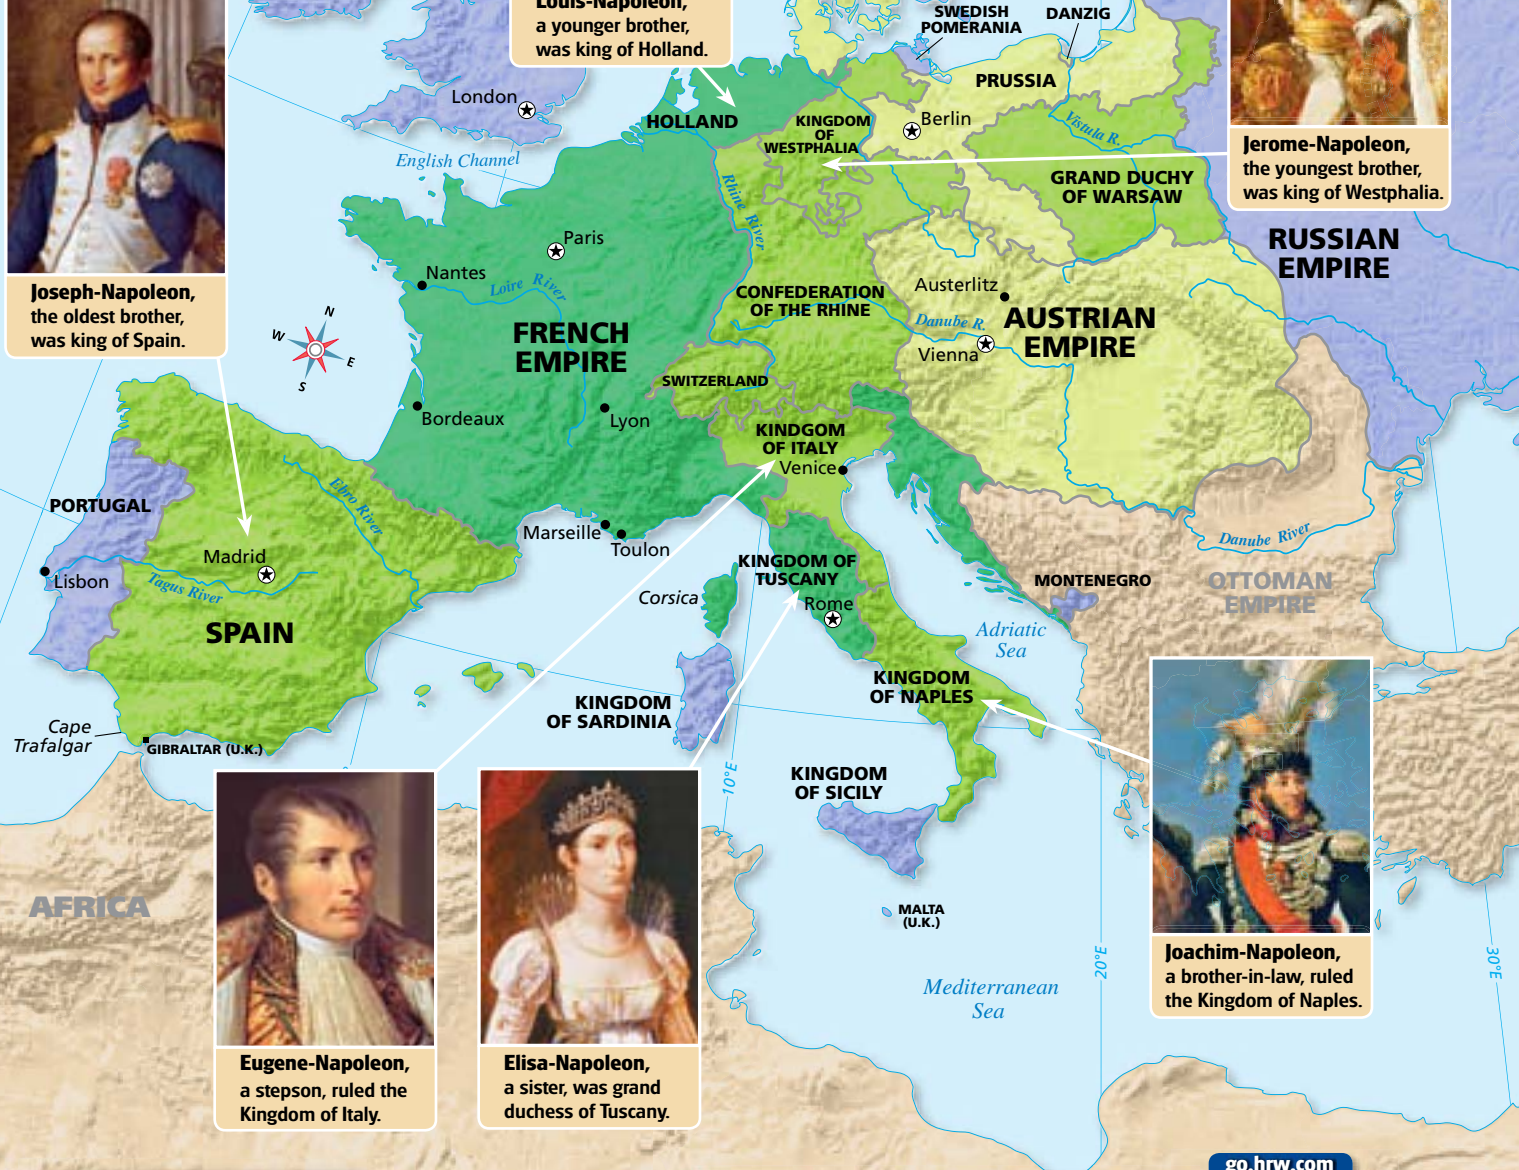 Louis-Napoleon,
a younger brother,
was king of Holland.
SWEDISH
POMERANIA
DANZIG
PRUSSIA
London
HOLLAND
KINGDOM
OF
WESTPHALIA
Berlin
Vistula R.
English Channel
Jerome-Napoleon,
the youngest brother,
was king of Westphalia.
GRAND DUCHY
OF WARSAW
Rhine River
RUSSIAN
EMPIRE
Paris
Nantes
Loire River
Joseph-Napoleon,
the oldest brother,
was king of Spain.
N
W
E
S
CONFEDERATION
OF THE RHINE
Austerlitz
Danube R.
AUSTRIAN
EMPIRE
Vienna
FRENCH
EMPIRE
SWITZERLAND
Bordeaux
Lyon
KINDGOM
OF ITALY
Venice
PORTUGAL
Ebro River
Marseille
Toulon
Danube River
Madrid
Lisbon
Tagus River
KINGDOM OF
TUSCANY
Corsica
Rome
MONTENEGRO
OTTOMAN
EMPIRE
SPAIN
Adriatic
Sea
KINGDOM
OF NAPLES
KINGDOM
OF SARDINIA
Cape
Trafalgar
GIBRALTAR (U.K.)
10°E
KINGDOM
OF SICILY
AFRICA
MALTA
(U.K.)
20°E
30°E
Mediterranean
Sea
Joachim-Napoleon,
a brother-in-law, ruled
the Kingdom of Naples.
Eugene-Napoleon,
a stepson, ruled the
Kingdom of Italy.
Elisa-Napoleon,
a sister, was grand
duchess of Tuscany.
go.hrw.com